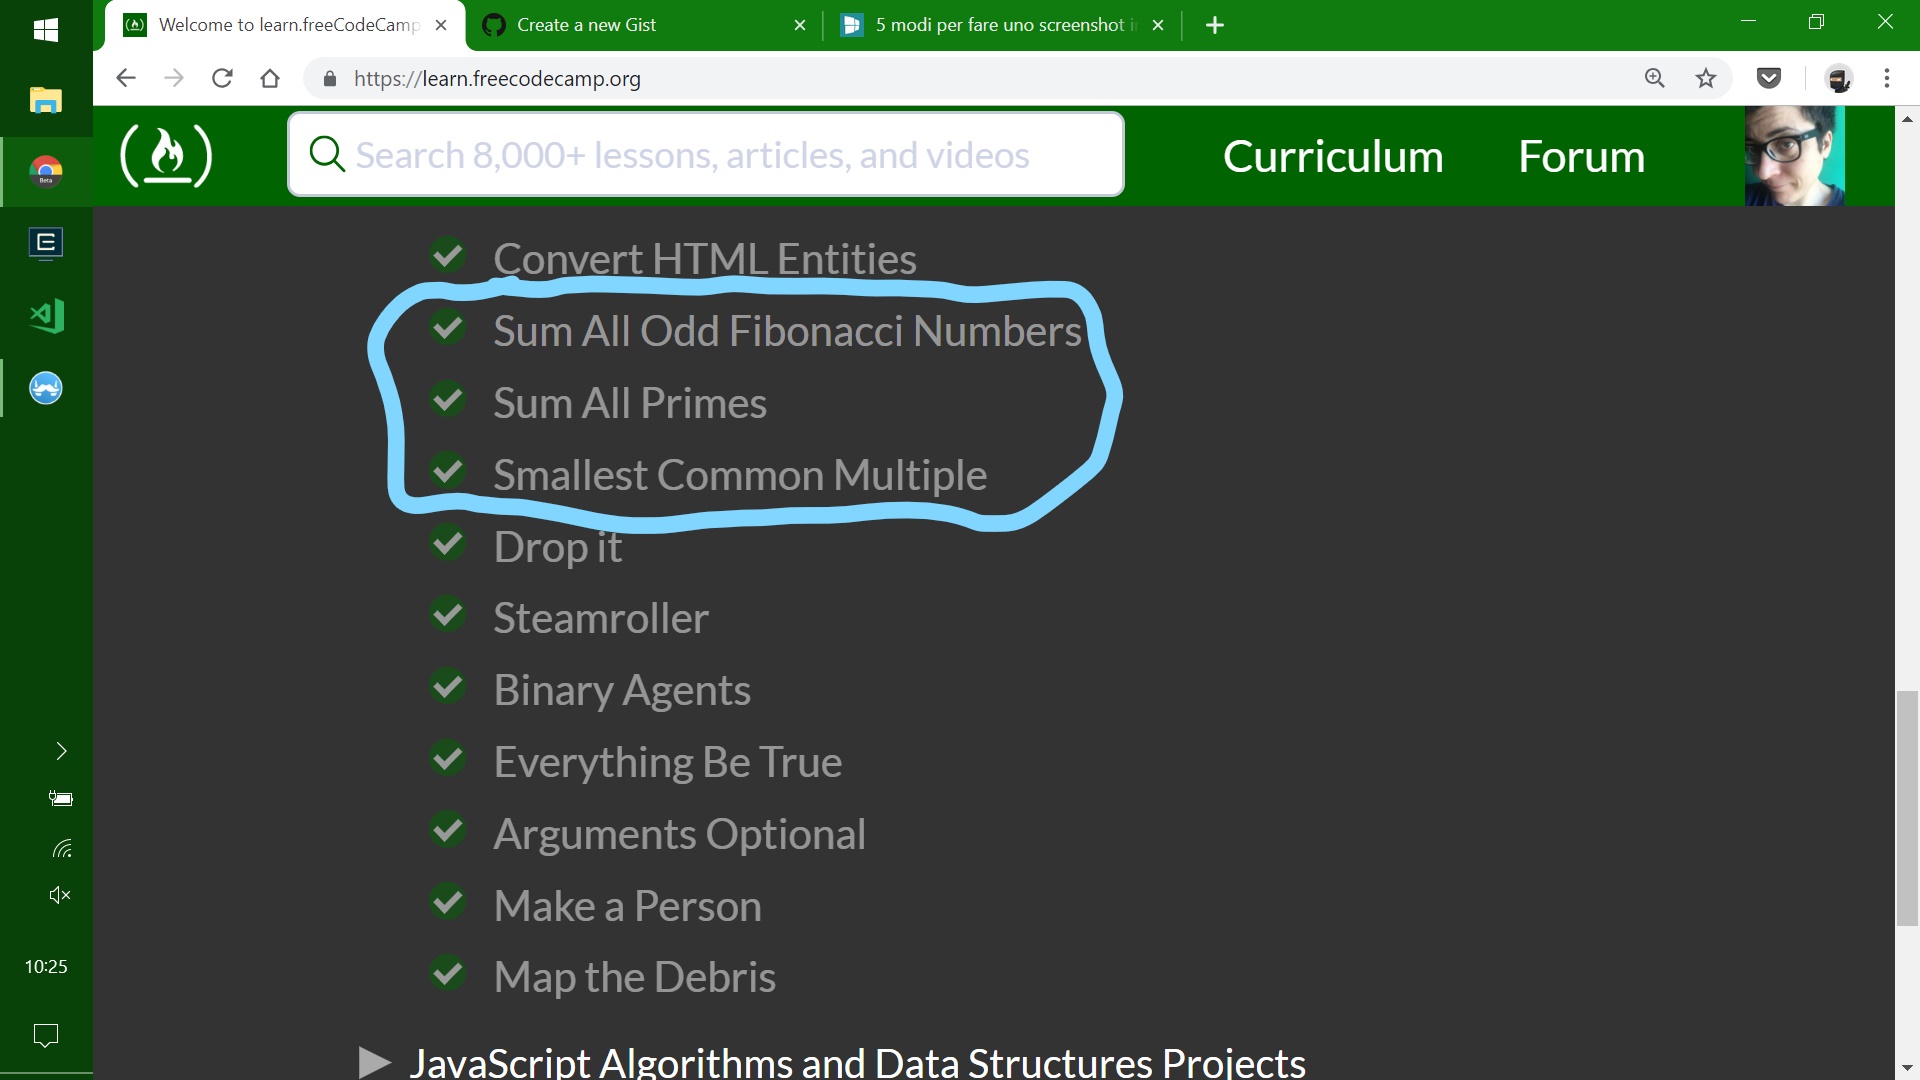 Welcome to learn.freeCodeCamp
Create a new Gist
5 modi per fare uno screenshot i
https://learn.freecodecamp.org
Search 8,000+ lessons, articles, and videos
Curriculum
Forum
Beta
Convert HTML Entities
Sum All Odd Fibonacci Numbers
Sum All Primes
Smallest Common Multiple
Drop it
Steamroller
Binary Agents
Everything Be True
Arguments Optional
Make a Person
Map the Debris
JavaScript Algorithms and Data Structures Projects
10:25